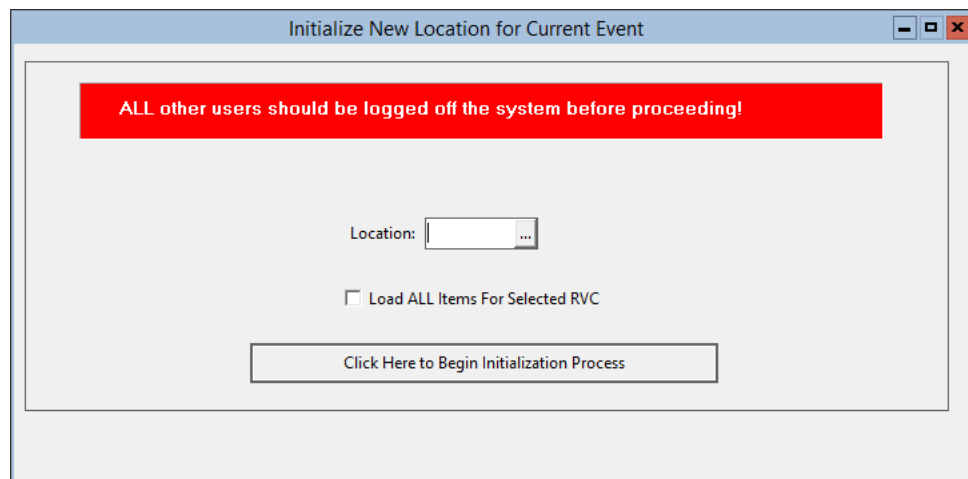 Initialize New Location for Current Event
ALL other users should be logged off the system before proceeding!
Location:
...
Load ALL Items For Selected RVC
Click Here to Begin Initialization Process